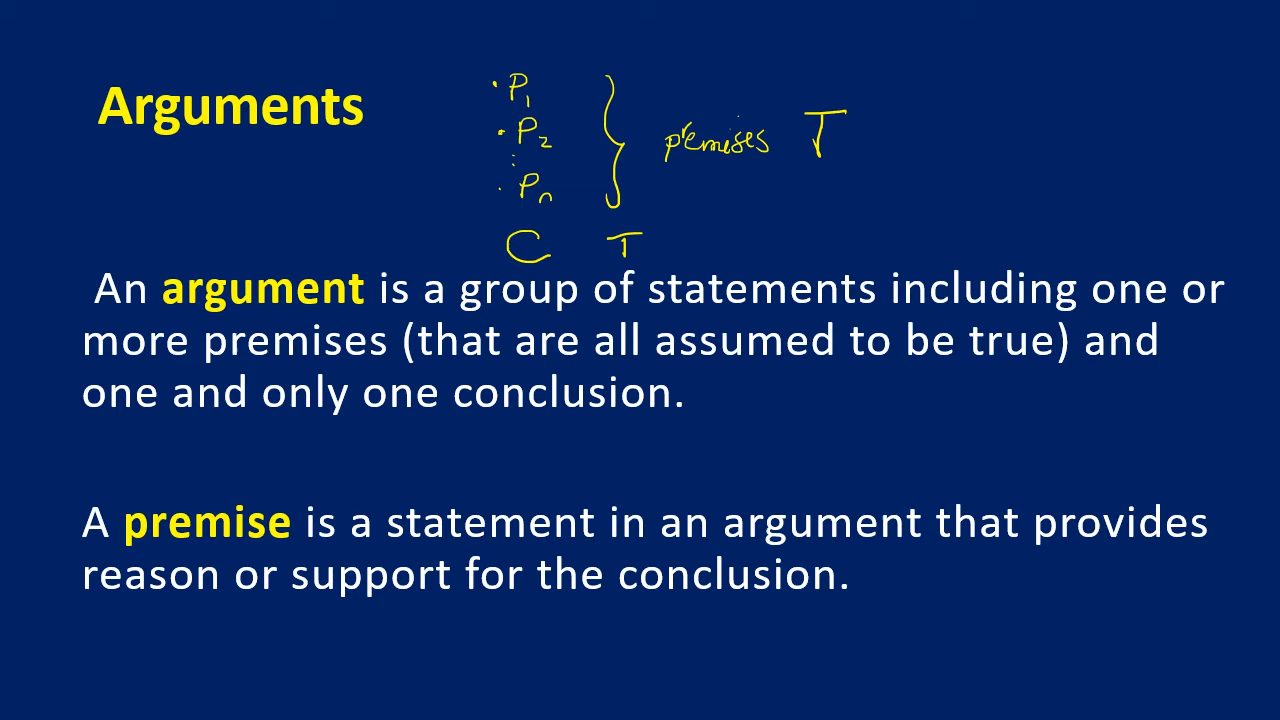 Arguments
· P1
· P2
⋮
· Pn
} premises T
C T
An argument is a group of statements including one or
more premises (that are all assumed to be true) and
one and only one conclusion.
A premise is a statement in an argument that provides
reason or support for the conclusion.